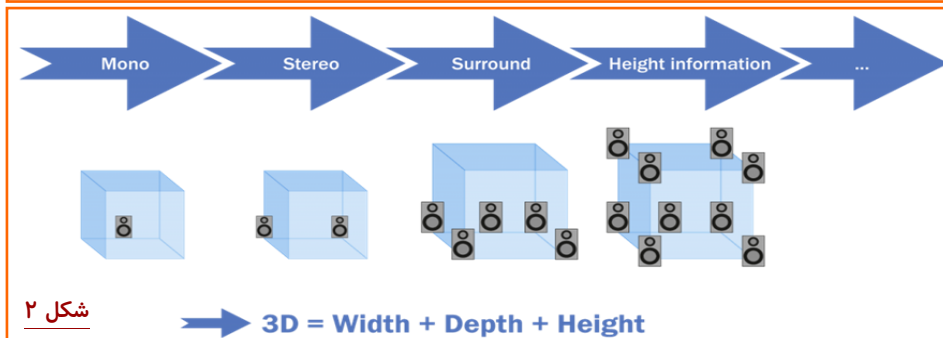 Mono Stereo Surround Height information ...
شکل ۲
3D = Width + Depth + Height